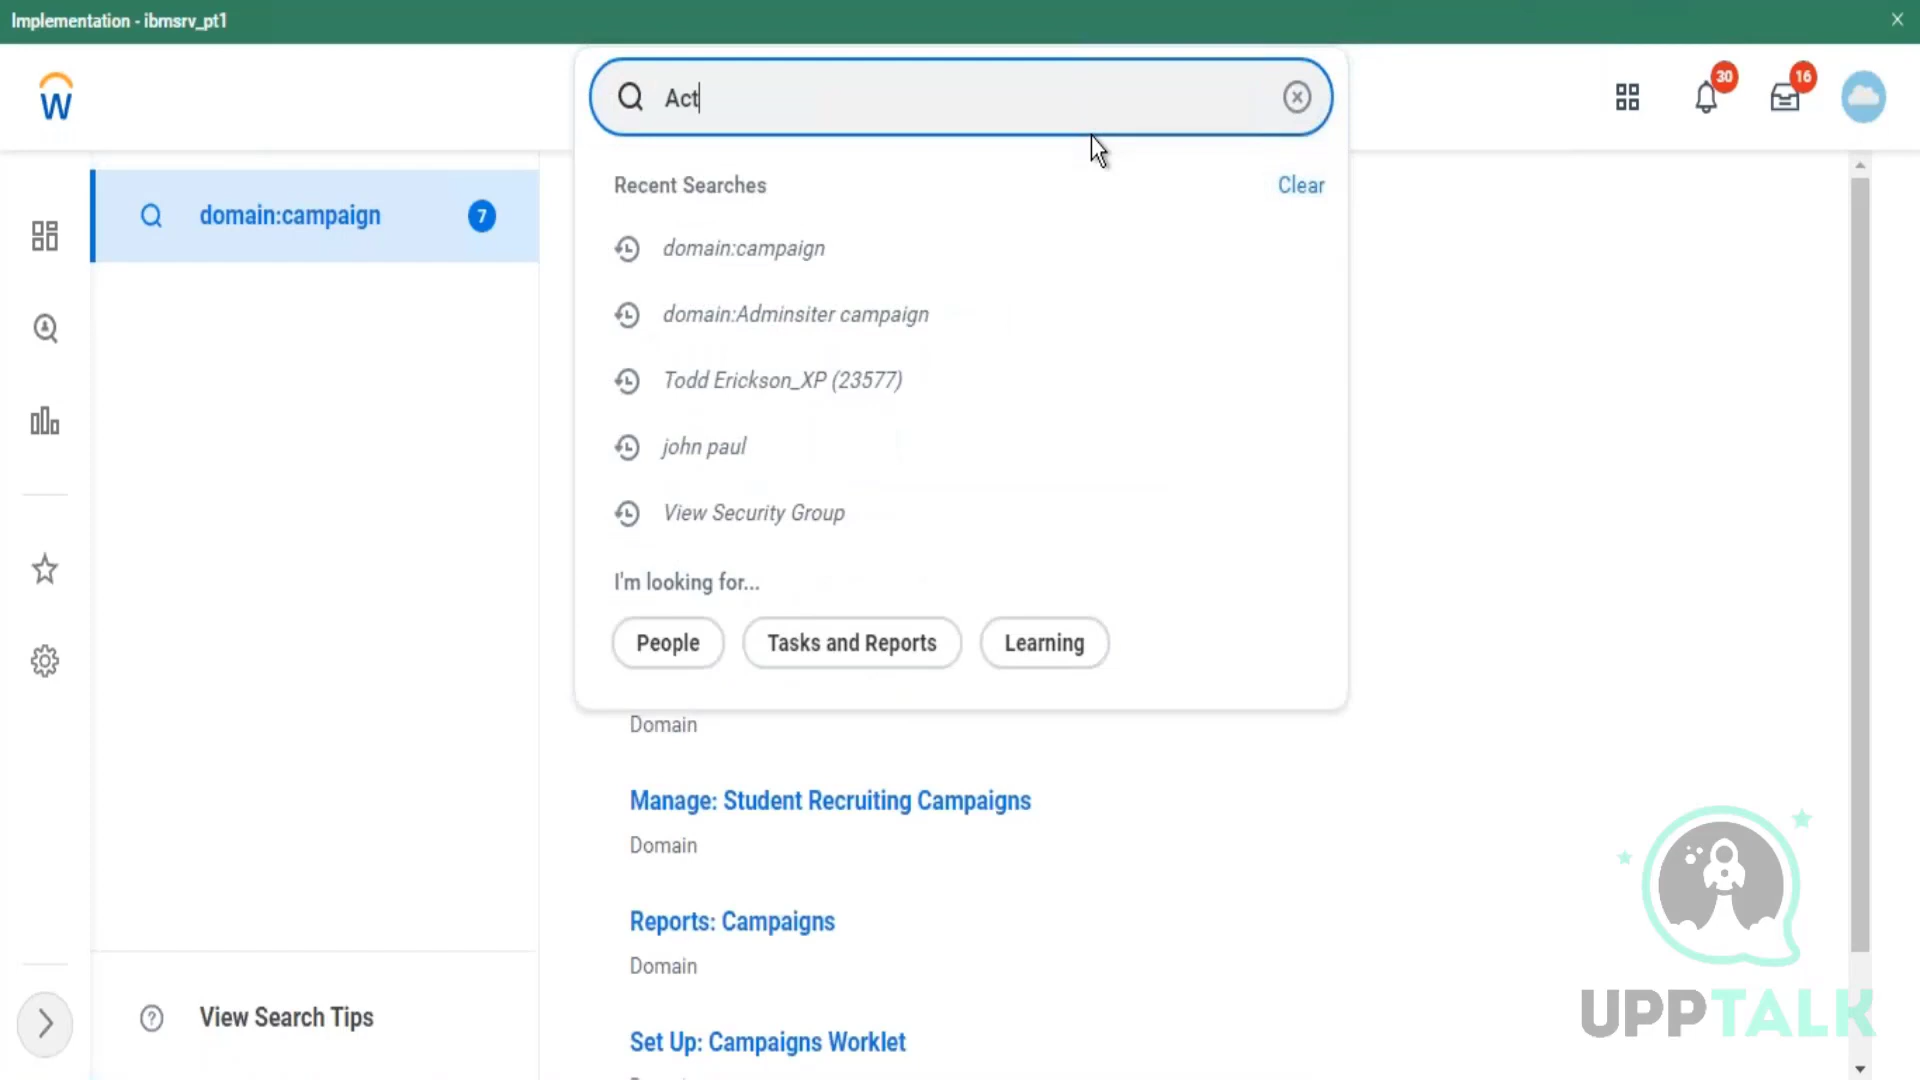 Implementation - ibmsrv_pt1
W
Act
30
16
Recent Searches
Clear
domain:campaign
7
domain:campaign
domain:Adminsiter campaign
Todd Erickson_XP (23577)
john paul
View Security Group
I'm looking for...
People
Tasks and Reports
Learning
Domain
Manage: Student Recruiting Campaigns
Domain
Reports: Campaigns
Domain
View Search Tips
Set Up: Campaigns Worklet
UPPTALK